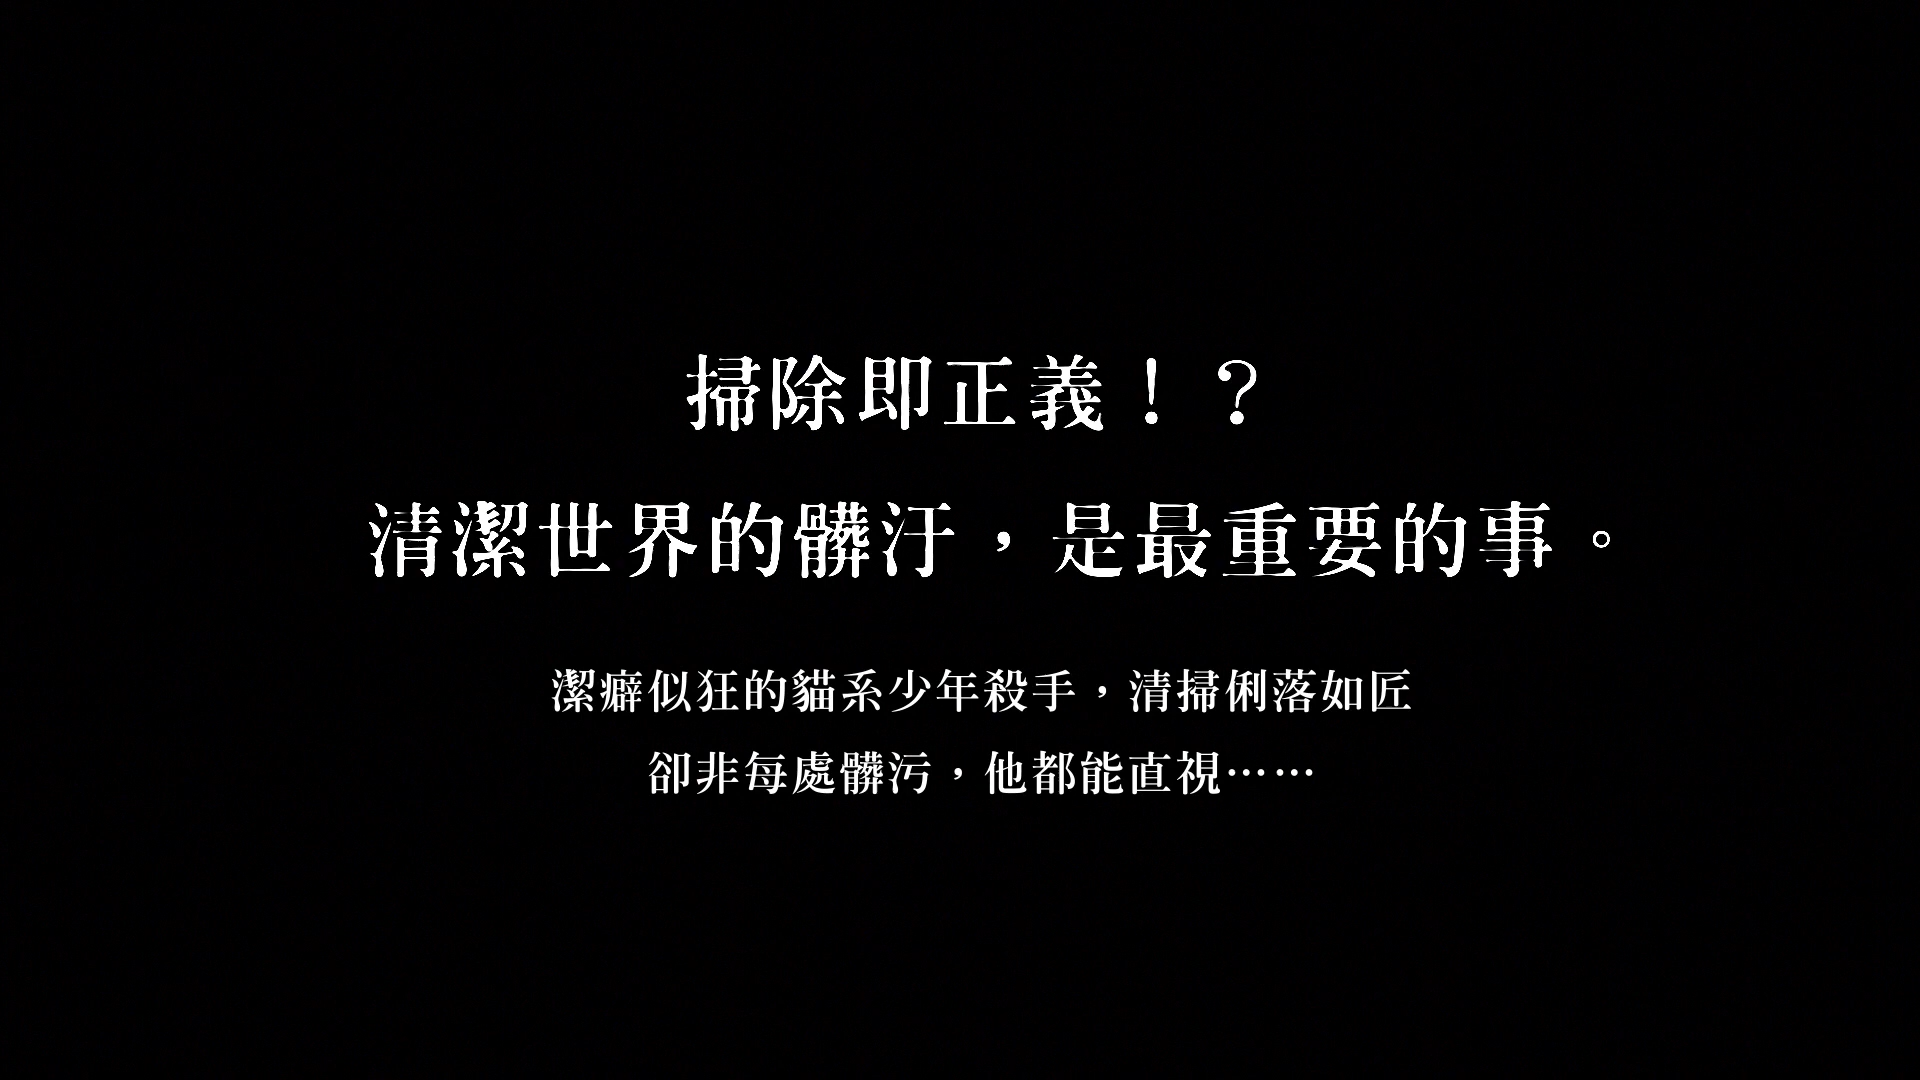 掃除即正義！？
清潔世界的髒汙，是最重要的事。
潔癖似狂的貓系少年殺手，清掃俐落如匠
卻非每處髒污，他都能直視……